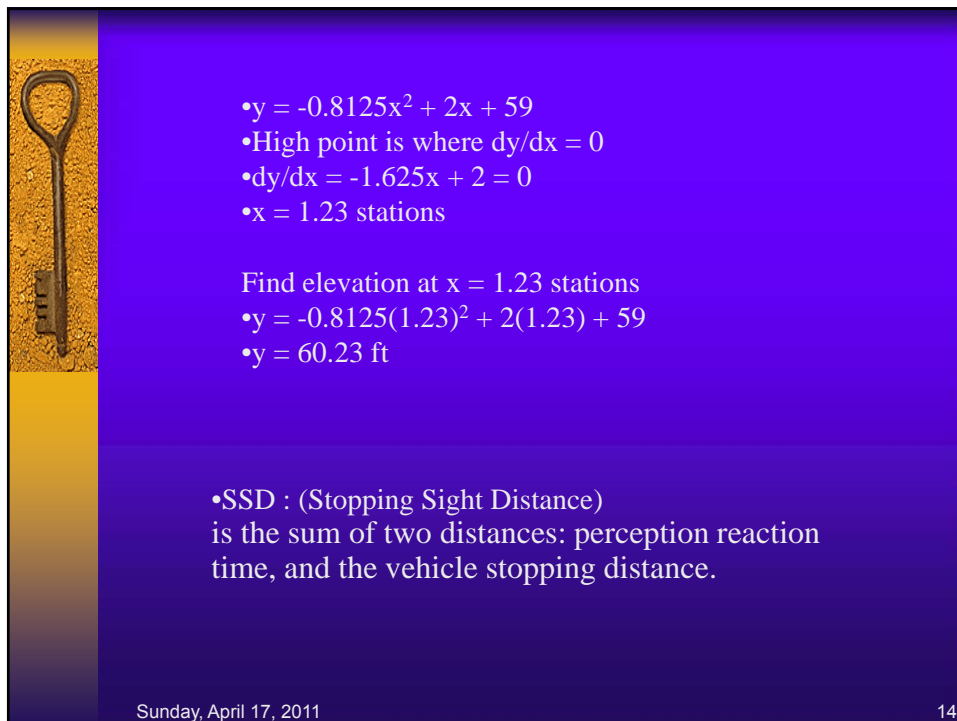 •y = -0.8125x² + 2x + 59
•High point is where dy/dx = 0
•dy/dx = -1.625x + 2 = 0
•x = 1.23 stations
Find elevation at x = 1.23 stations
•y = -0.8125(1.23)² + 2(1.23) + 59
•y = 60.23 ft
•SSD : (Stopping Sight Distance)
is the sum of two distances: perception reaction
time, and the vehicle stopping distance.
Sunday, April 17, 2011 14